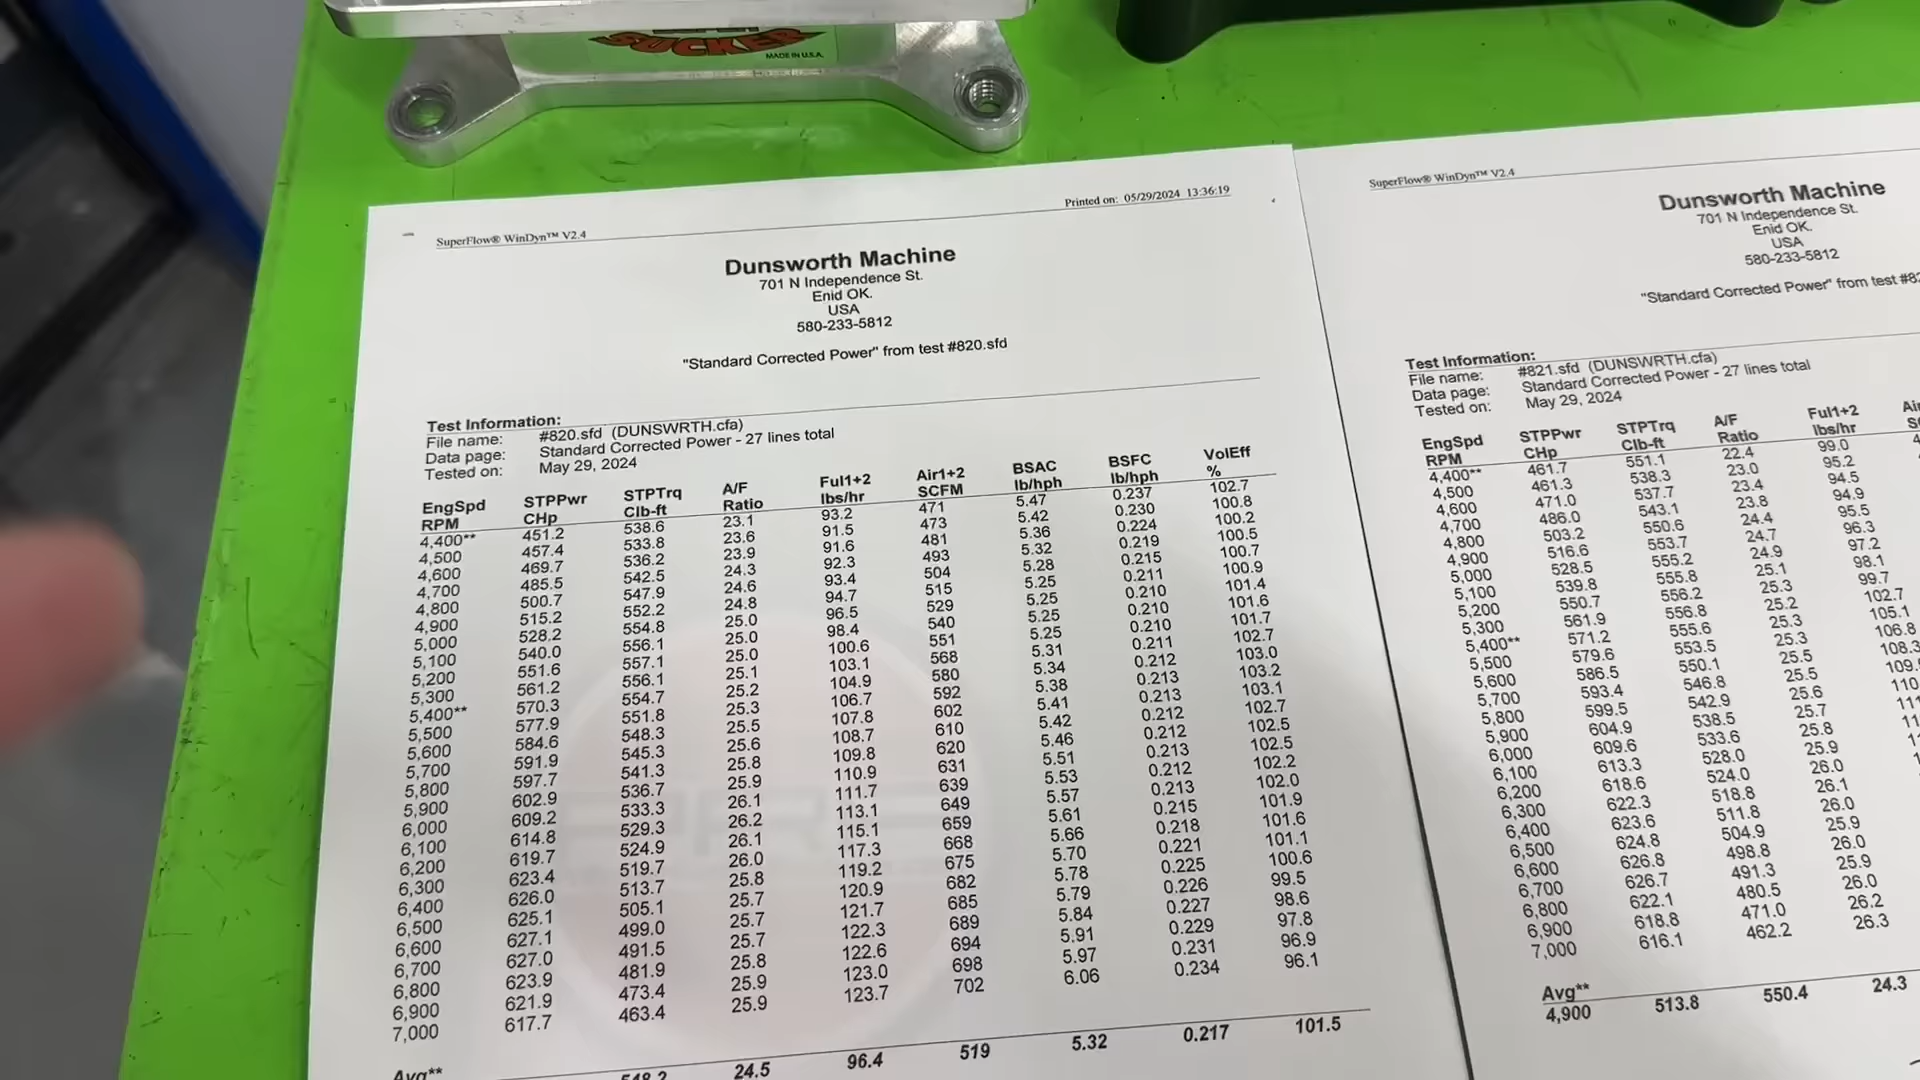 SUCKER
MADE IN U.S.A.
SuperFlow® WinDyn™ V2.4
Printed on: 05/29/2024 13:36:19
Dunsworth Machine
701 N Independence St.
Enid OK.
USA
580-233-5812
"Standard Corrected Power" from test #820.sfd
Test Information:
File name: #820.sfd (DUNSWRTH.cfa)
Data page: Standard Corrected Power - 27 lines total
Tested on: May 29, 2024
EngSpd STPPwr STPTrq A/F Ful1+2 Air1+2 BSAC BSFC VolEff
RPM CHp Clb-ft Ratio lbs/hr SCFM lb/hph lb/hph %
4,400** 451.2 538.6 23.1 93.2 471 5.47 0.237 102.7
4,500 457.4 533.8 23.6 91.5 473 5.42 0.230 100.8
4,600 469.7 536.2 23.9 91.6 481 5.36 0.224 100.2
4,700 485.5 542.5 24.3 92.3 493 5.32 0.219 100.5
4,800 500.7 547.9 24.6 93.4 504 5.28 0.215 100.7
4,900 515.2 552.2 24.8 94.7 515 5.25 0.211 100.9
5,000 528.2 554.8 25.0 96.5 529 5.25 0.210 101.4
5,100 540.0 556.1 25.0 98.4 540 5.25 0.210 101.6
5,200 551.6 557.1 25.0 100.6 551 5.25 0.210 101.7
5,300 561.2 556.1 25.1 103.1 568 5.31 0.211 102.7
5,400** 570.3 554.7 25.2 104.9 580 5.34 0.212 103.0
5,500 577.9 551.8 25.3 106.7 592 5.38 0.213 103.2
5,600 584.6 548.3 25.5 107.8 602 5.41 0.213 103.1
5,700 591.9 545.3 25.6 108.7 610 5.42 0.212 102.7
5,800 597.7 541.3 25.8 109.8 620 5.46 0.212 102.5
5,900 602.9 536.7 25.9 110.9 631 5.51 0.213 102.5
6,000 609.2 533.3 26.1 111.7 639 5.53 0.212 102.2
6,100 614.8 529.3 26.2 113.1 649 5.57 0.213 102.0
6,200 619.7 524.9 26.1 115.1 659 5.61 0.215 101.9
6,300 623.4 519.7 26.0 117.3 668 5.66 0.218 101.6
6,400 626.0 513.7 25.8 119.2 675 5.70 0.221 101.1
6,500 625.1 505.1 25.7 120.9 682 5.78 0.225 100.6
6,600 627.1 499.0 25.7 121.7 685 5.79 0.226 99.5
6,700 627.0 491.5 25.7 122.3 689 5.84 0.227 98.6
6,800 623.9 481.9 25.8 122.6 694 5.91 0.229 97.8
6,900 621.9 473.4 25.9 123.0 698 5.97 0.231 96.9
7,000 617.7 463.4 25.9 123.7 702 6.06 0.234 96.1
Avg** 548.2 24.5 96.4 519 5.32 0.217 101.5
SuperFlow® WinDyn™ V2.4
Dunsworth Machine
701 N Independence St.
Enid OK.
USA
580-233-5812
"Standard Corrected Power" from test
Test Information:
File name: #821.sfd (DUNSWRTH.cfa)
Data page: Standard Corrected Power - 27 lines total
Tested on: May 29, 2024
EngSpd STPPwr STPTrq A/F Ful1+2
RPM CHp Clb-ft Ratio lbs/hr
4,400** 461.7 551.1 22.4 99.0
4,500 461.3 538.3 23.0 95.2
4,600 471.0 537.7 23.4 94.5
4,700 486.0 543.1 23.8 94.9
4,800 503.2 550.6 24.4 95.5
4,900 516.6 553.7 24.7 96.3
5,000 528.5 555.2 24.9 97.2
5,100 539.8 555.8 25.1 98.1
5,200 550.7 556.2 25.3 99.7
5,300 561.9 556.8 25.2 102.7
5,400** 571.2 555.6 25.3 105.1
5,500 579.6 553.5 25.3 106.8
5,600 586.5 550.1 25.5 108.3
5,700 593.4 546.8 25.5
5,800 599.5 542.9 25.6
5,900 604.9 538.5 25.7
6,000 609.6 533.6 25.8
6,100 613.3 528.0 25.9
6,200 618.6 524.0 26.0
6,300 622.3 518.8 26.1
6,400 623.6 511.8 26.0
6,500 624.8 504.9 25.9
6,600 626.8 498.8 26.0
6,700 626.7 491.3 25.9
6,800 622.1 480.5 26.0
6,900 618.8 471.0 26.2
7,000 616.1 462.2 26.3
Avg**
4,900 513.8 550.4 24.3